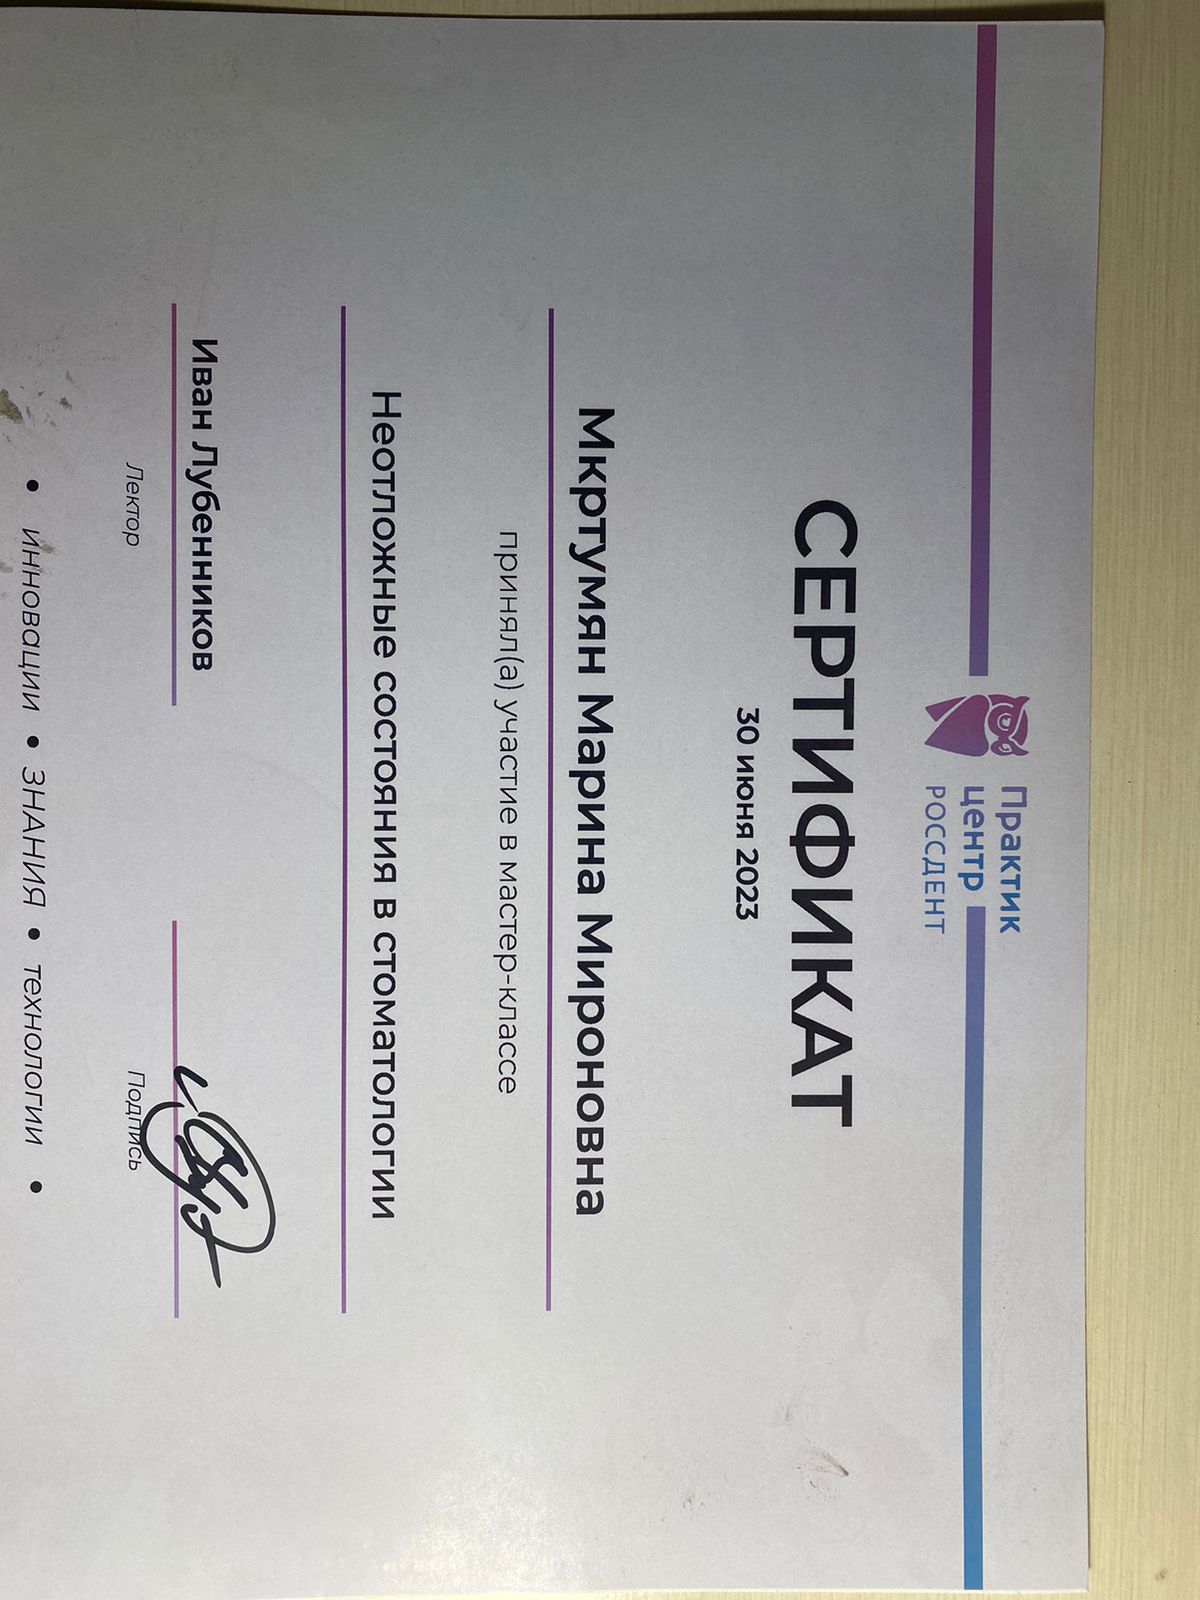 Практик
центр
РОССДЕНТ
СЕРТИФИКАТ
30 июня 2023
Мкртумян Марина Мироновна
принял(а) участие в мастер-классе
Неотложные состояния в стоматологии
Иван Лубенников
Лектор
Подпись
• инновации • ЗНАНИЯ • технологии •